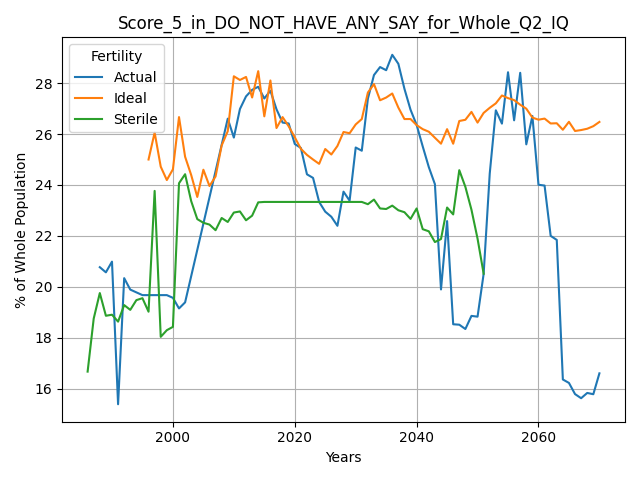 Score_5_in_DO_NOT_HAVE_ANY_SAY_for_Whole_Q2_IQ
Fertility
Actual
Ideal
Sterile
% of Whole Population
28
26
24
22
20
18
16
2000
2020
2040
2060
Years